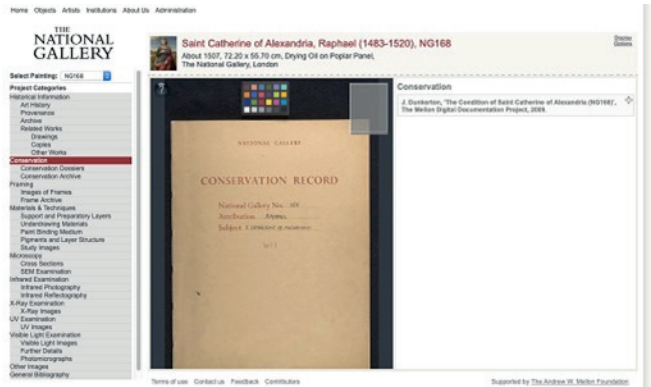 Home Objects Artists Institutions About Us Administration
THE
NATIONAL
GALLERY
Select Painting: NG168
Project Categories
Historical Information
Art History
Provenance
Archive
Related Works
Drawings
Copies
Other Works
Conservation
Conservation Dossiers
Conservation Archive
Framing
Images of Frames
Frame Archive
Materials & Techniques
Support and Preparatory Layers
Underdrawing Materials
Paint Binding Medium
Pigments and Layer Structure
Study Images
Microscopy
Cross Sections
SEM Examination
Infrared Examination
Infrared Photography
Infrared Reflectography
X-Ray Examination
X-Ray Images
UV Examination
UV Images
Visible Light Examination
Visible Light Images
Further Details
Photomicrographs
Other Images
General Bibliography
Saint Catherine of Alexandria, Raphael (1483-1520), NG168
About 1507, 72.20 x 55.70 cm, Drying Oil on Poplar Panel,
The National Gallery, London
Display
Options
NATIONAL GALLERY
CONSERVATION RECORD
National Gallery No. 168
Attribution
Subject
Conservation
J. Dunkerton, 'The Condition of Saint Catherine of Alexandria (NG168)',
The Mellon Digital Documentation Project, 2009.
Terms of use Contact us Feedback Contributors
Supported by The Andrew W. Mellon Foundation